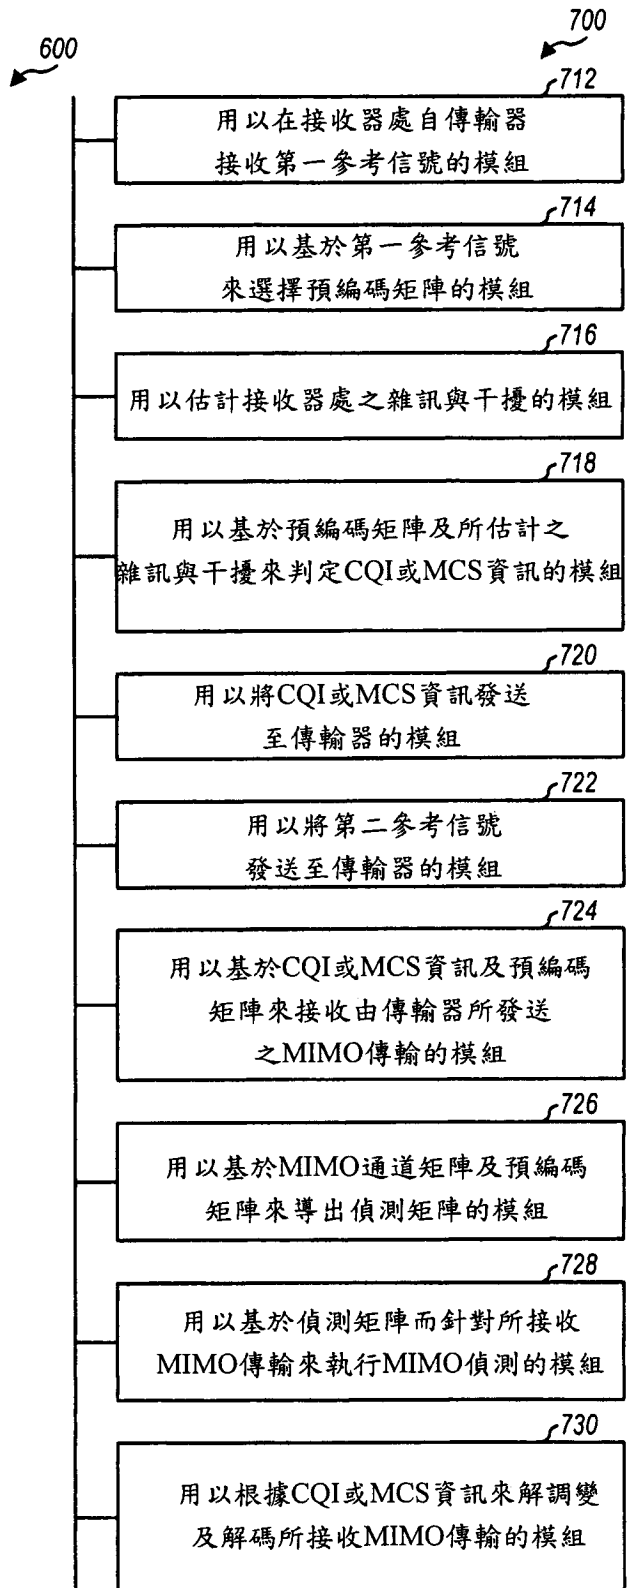 600
700
712
用以在接收器處自傳輸器
接收第一參考信號的模組
714
用以基於第一參考信號
來選擇預編碼矩陣的模組
716
用以估計接收器處之雜訊與干擾的模組
718
用以基於預編碼矩陣及所估計之
雜訊與干擾來判定CQI或MCS資訊的模組
720
用以將CQI或MCS資訊發送
至傳輸器的模組
722
用以將第二參考信號
發送至傳輸器的模組
724
用以基於CQI或MCS資訊及預編碼
矩陣來接收由傳輸器所發送
之MIMO傳輸的模組
726
用以基於MIMO通道矩陣及預編碼
矩陣來導出偵測矩陣的模組
728
用以基於偵測矩陣而針對所接收
MIMO傳輸來執行MIMO偵測的模組
730
用以根據CQI或MCS資訊來解調變
及解碼所接收MIMO傳輸的模組